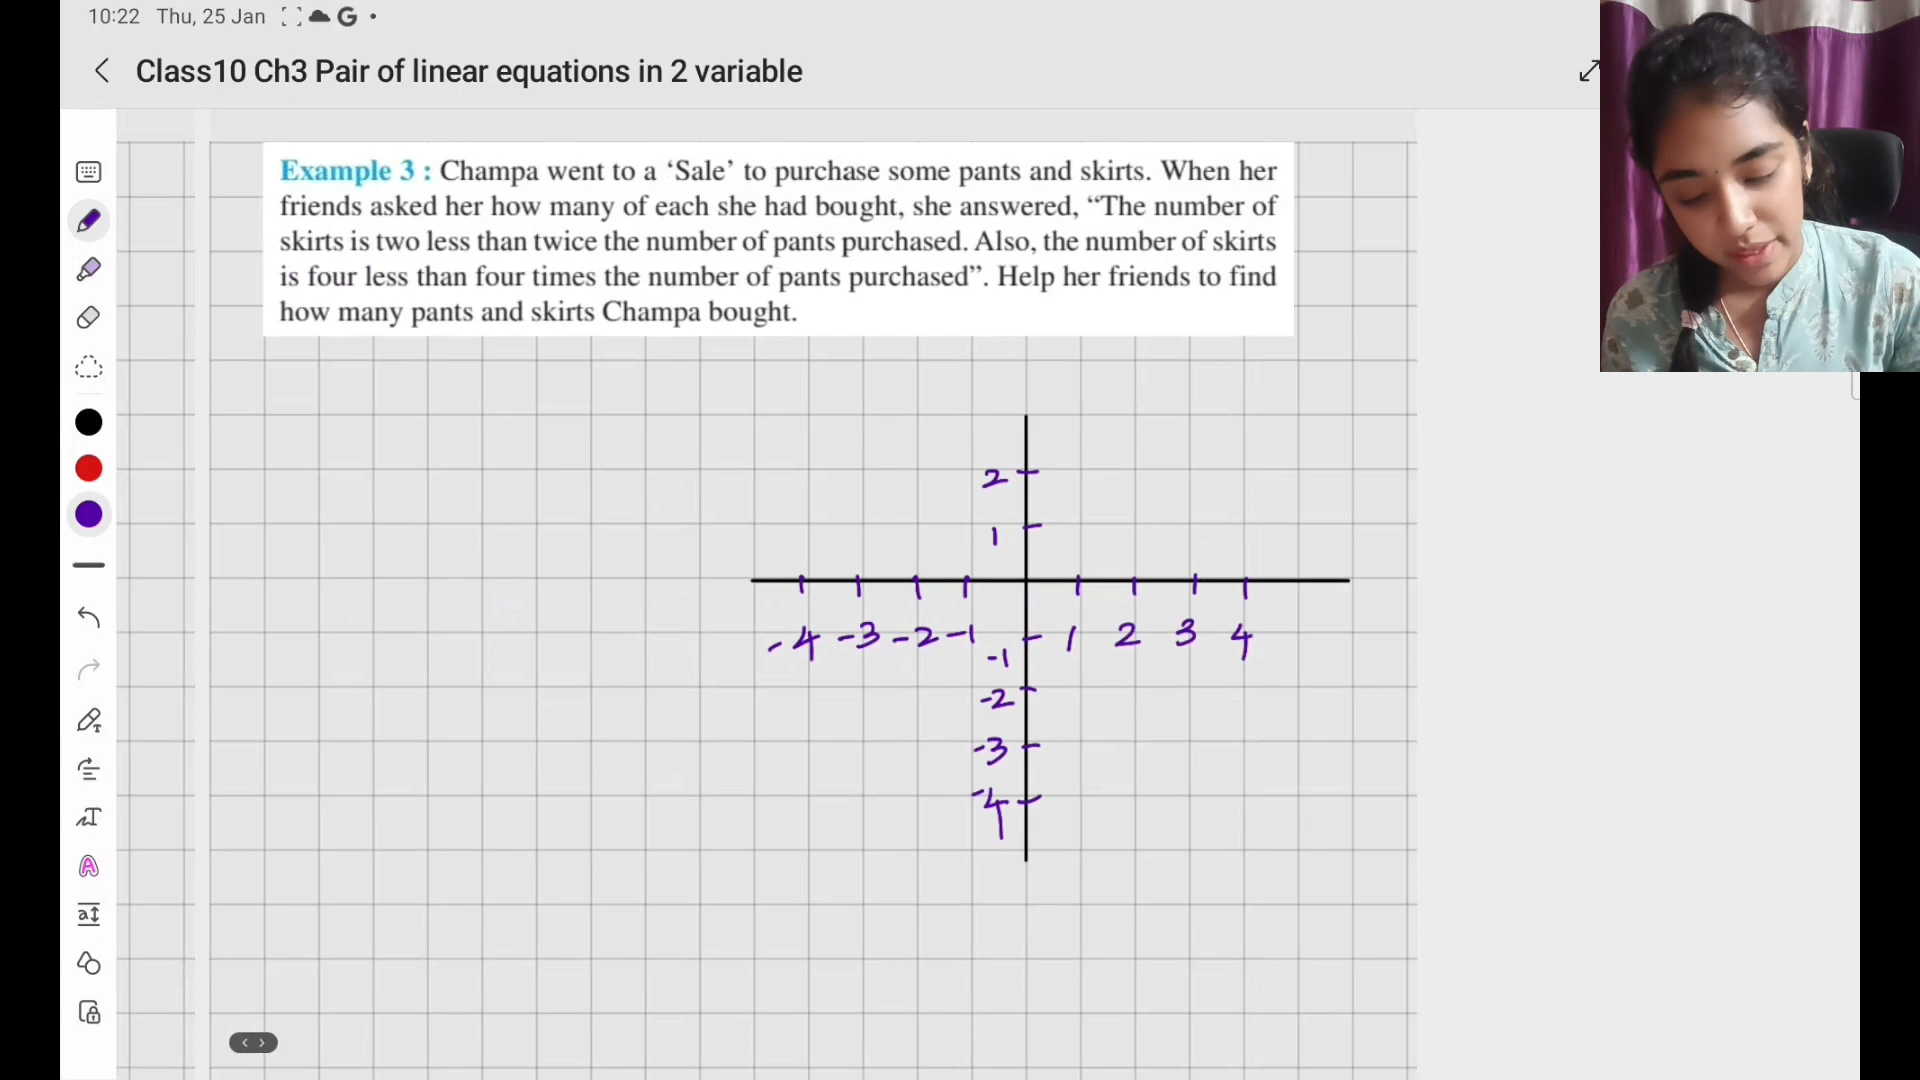 10:22 Thu, 25 Jan
Class10 Ch3 Pair of linear equations in 2 variable
Example 3 : Champa went to a ‘Sale’ to purchase some pants and skirts. When her
friends asked her how many of each she had bought, she answered, “The number of
skirts is two less than twice the number of pants purchased. Also, the number of skirts
is four less than four times the number of pants purchased”. Help her friends to find
how many pants and skirts Champa bought.
2
1
-4 -3 -2 -1 1 2 3 4
-1
-2
-3
-4